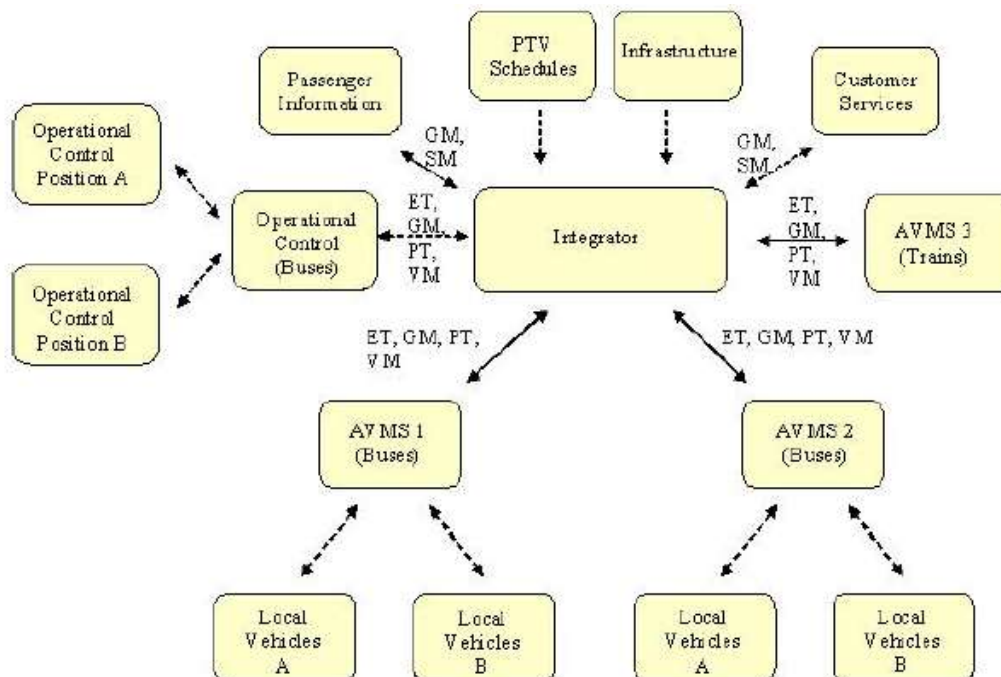 PTV
Schedules
Infrastructure
Passenger
Information
Customer
Services
Operational
Control
Position A
GM,
SM
GM,
SM
Operational
Control
(Buses)
ET,
GM,
PT,
VM
Integrator
ET,
GM,
PT,
VM
AVMS 3
(Trains)
Operational
Control
Position B
ET, GM, PT,
VM
ET, GM, PT, VM
AVMS 1
(Buses)
AVMS 2
(Buses)
Local
Vehicles
A
Local
Vehicles
B
Local
Vehicles
A
Local
Vehicles
B